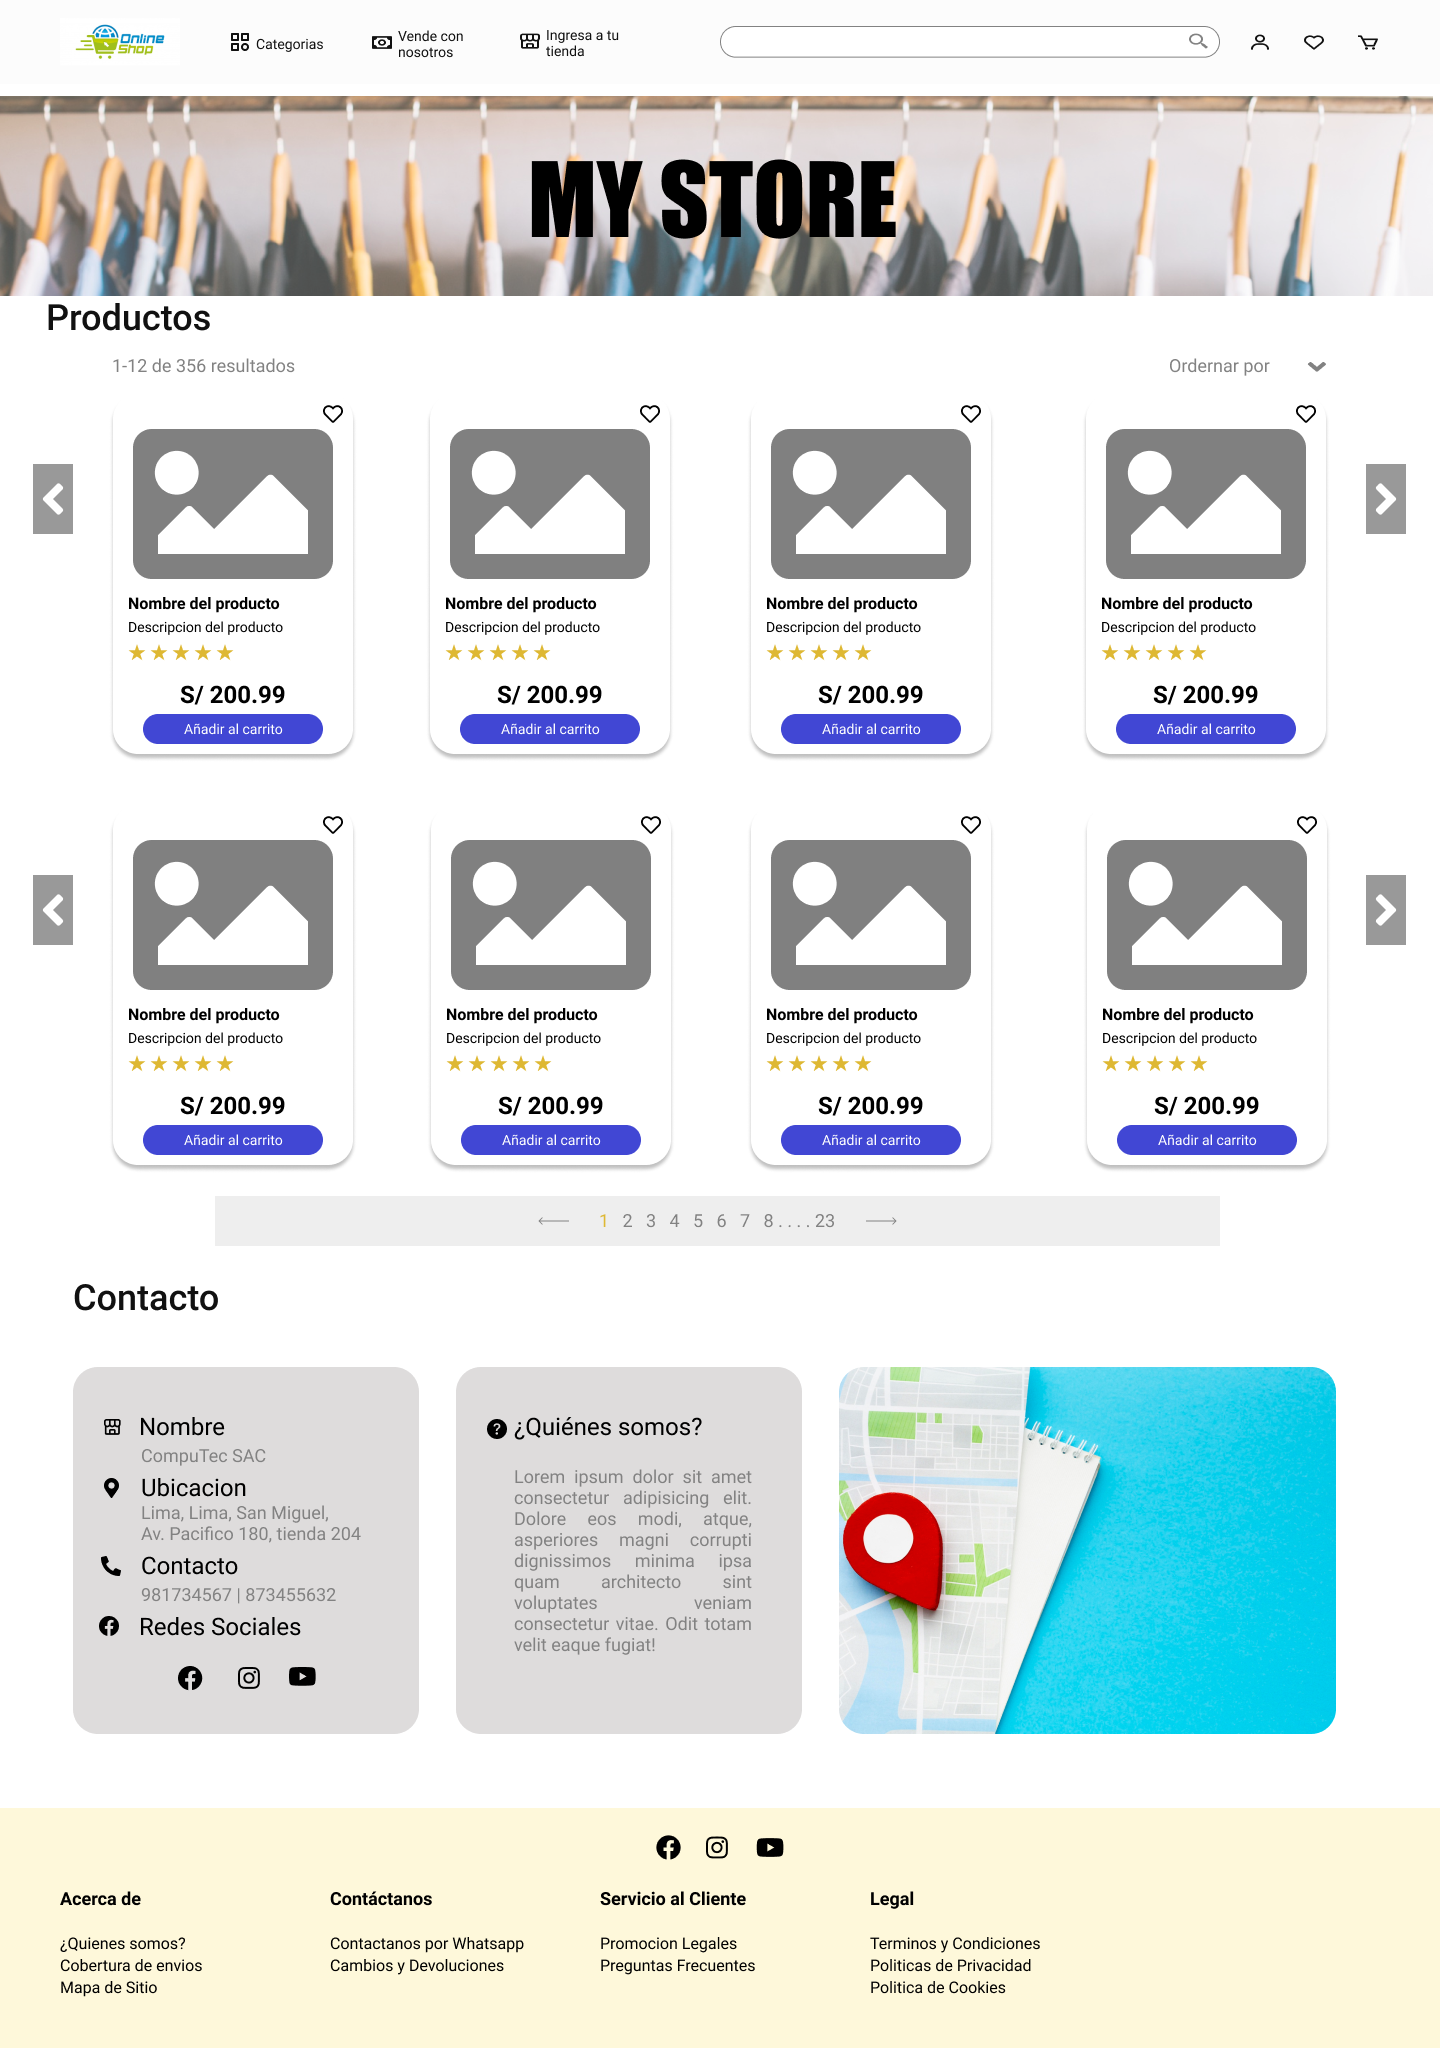 Online
Shop
Categorias
Vende con
nosotros
Ingresa a tu
tienda
MY STORE
Productos
1-12 de 356 resultados
Ordernar por
Nombre del producto
Descripcion del producto
S/ 200.99
Añadir al carrito
Nombre del producto
Descripcion del producto
S/ 200.99
Añadir al carrito
Nombre del producto
Descripcion del producto
S/ 200.99
Añadir al carrito
Nombre del producto
Descripcion del producto
S/ 200.99
Añadir al carrito
Nombre del producto
Descripcion del producto
S/ 200.99
Añadir al carrito
Nombre del producto
Descripcion del producto
S/ 200.99
Añadir al carrito
Nombre del producto
Descripcion del producto
S/ 200.99
Añadir al carrito
Nombre del producto
Descripcion del producto
S/ 200.99
Añadir al carrito
1 2 3 4 5 6 7 8 . . . . 23
Contacto
Nombre
CompuTec SAC
Ubicacion
Lima, Lima, San Miguel,
Av. Pacifico 180, tienda 204
Contacto
981734567 | 873455632
Redes Sociales
¿Quiénes somos?
Lorem ipsum dolor sit amet
consectetur adipisicing elit.
Dolore eos modi, atque,
asperiores magni corrupti
dignissimos minima ipsa
quam architecto sint
voluptates veniam
consectetur vitae. Odit totam
velit eaque fugiat!
Acerca de
¿Quienes somos?
Cobertura de envios
Mapa de Sitio
Contáctanos
Contactanos por Whatsapp
Cambios y Devoluciones
Servicio al Cliente
Promocion Legales
Preguntas Frecuentes
Legal
Terminos y Condiciones
Politicas de Privacidad
Politica de Cookies